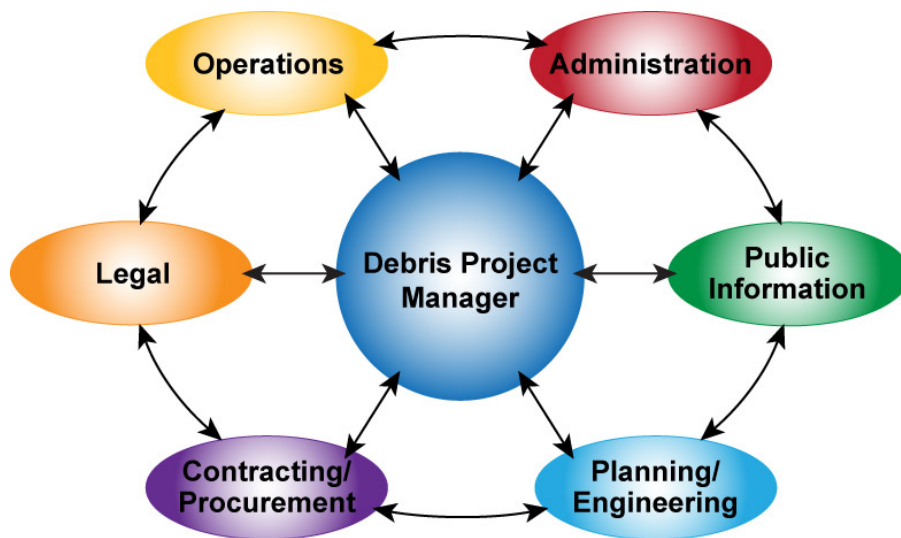 Operations
Administration
Legal
Debris Project
Manager
Public
Information
Contracting/
Procurement
Planning/
Engineering